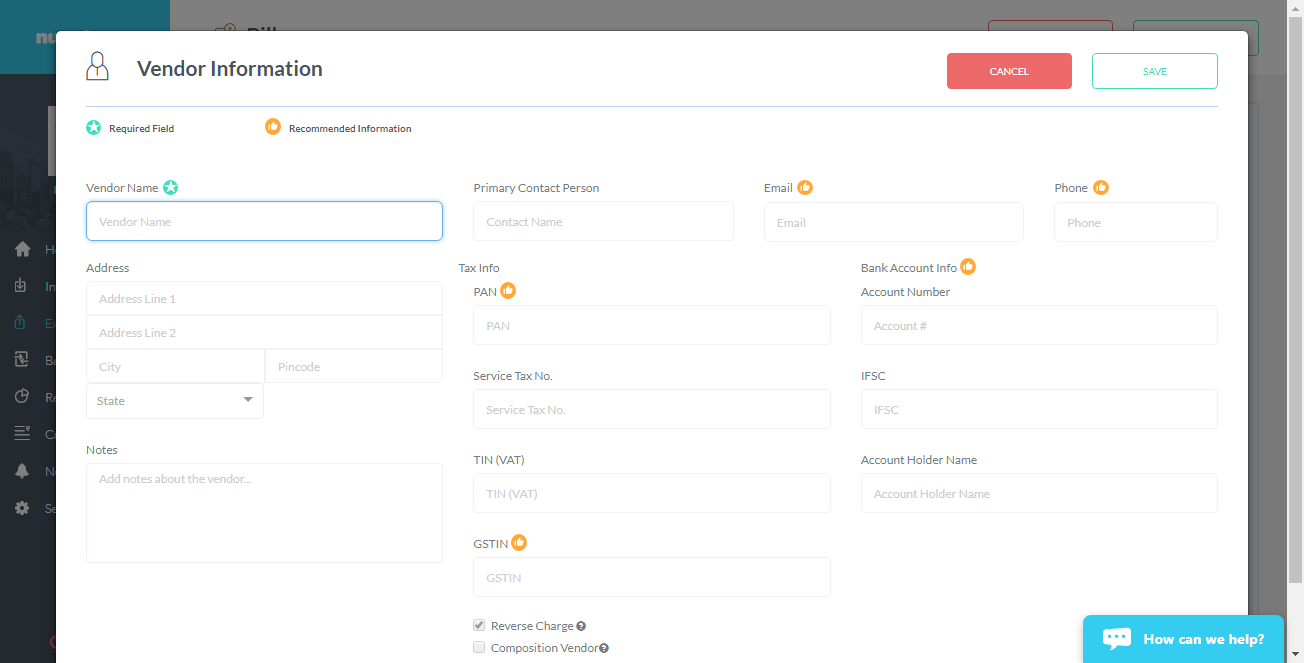 Vendor Information
CANCEL
SAVE
Required Field
Recommended Information
Vendor Name
Vendor Name
Primary Contact Person
Contact Name
Email
Email
Phone
Phone
Address
Address Line 1
Address Line 2
City
Pincode
State
Notes
Add notes about the vendor...
Tax Info
PAN
PAN
Service Tax No.
Service Tax No.
TIN (VAT)
TIN (VAT)
GSTIN
GSTIN
Reverse Charge
Composition Vendor
Bank Account Info
Account Number
Account #
IFSC
IFSC
Account Holder Name
Account Holder Name
How can we help?